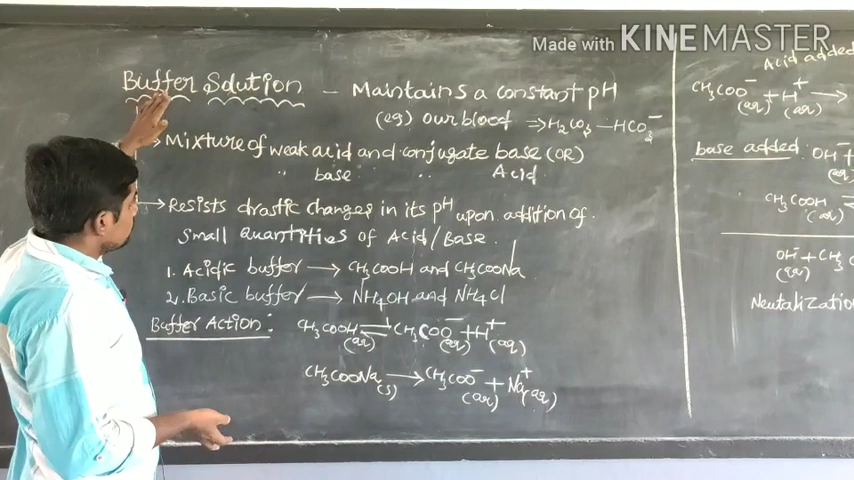 Made with KINEMASTER
Buffer Solution – Maintains a constant pH
(eg) our blood ⇒ H₂CO₃ – HCO₃⁻
→ Mixture of weak acid and conjugate base (OR)
" base " Acid.
→ Resists drastic changes in its pH upon addition of
small quantities of Acid/Base.
1. Acidic buffer → CH₃COOH and CH₃COONa
2. Basic buffer → NH₄OH and NH₄Cl
Buffer Action: CH₃COOH (aq) ⇌ CH₃COO⁻ (aq) + H⁺ (aq)
CH₃COONa (s) → CH₃COO⁻ (aq) + Na⁺ (aq)
Acid added
CH₃COO⁻ (aq) + H⁺ (aq) →
base added: OH⁻ (aq) +
CH₃COOH (aq) ⇌
OH⁻ (aq) + CH₃
Neutalization